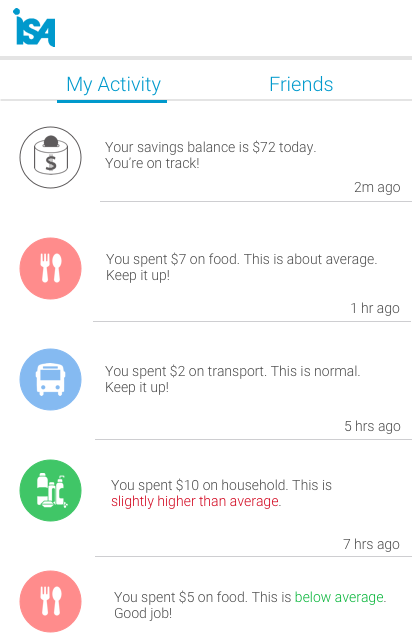 iSA
My Activity
Friends
Your savings balance is $72 today.
You're on track!
$
2m ago
You spent $7 on food. This is about average.
Keep it up!
1 hr ago
You spent $2 on transport. This is normal.
Keep it up!
5 hrs ago
You spent $10 on household. This is
slightly higher than average.
7 hrs ago
You spent $5 on food. This is below average.
Good job!